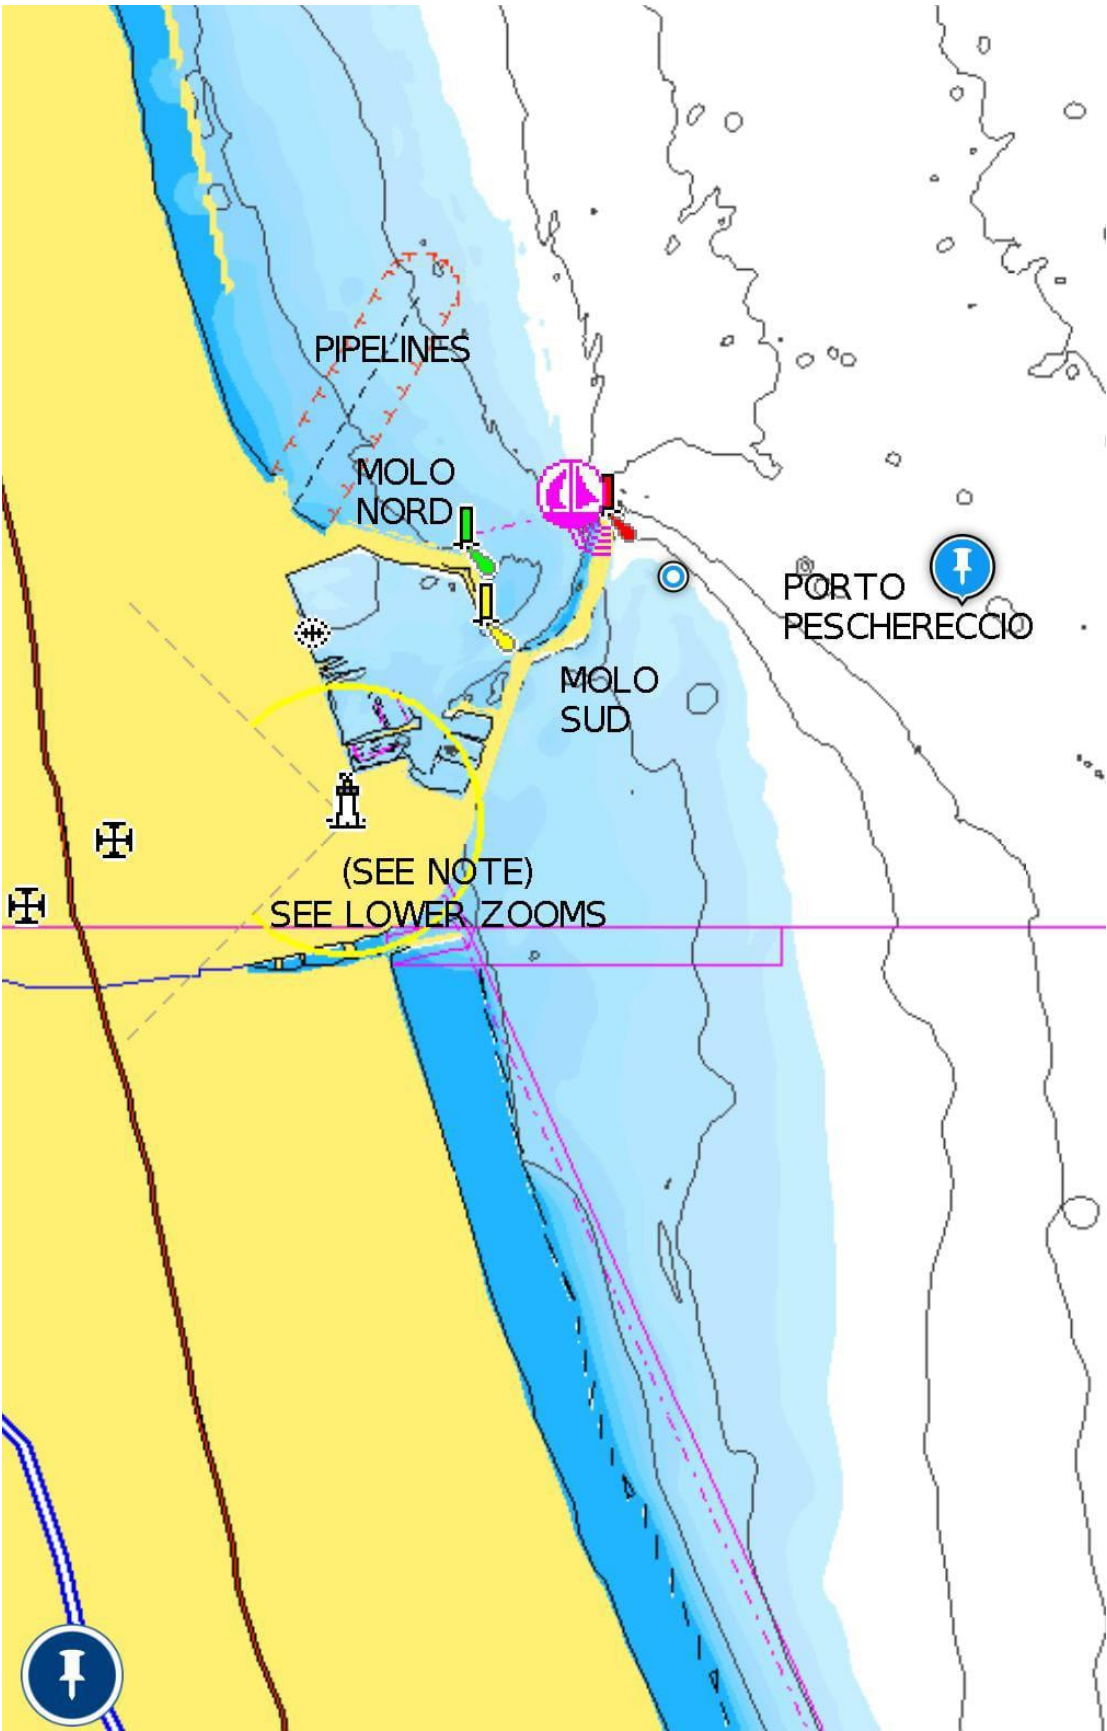 PIPELINES
MOLO
NORD
PORTO
PESCHERECCIO
MOLO
SUD
(SEE NOTE)
SEE LOWER ZOOMS